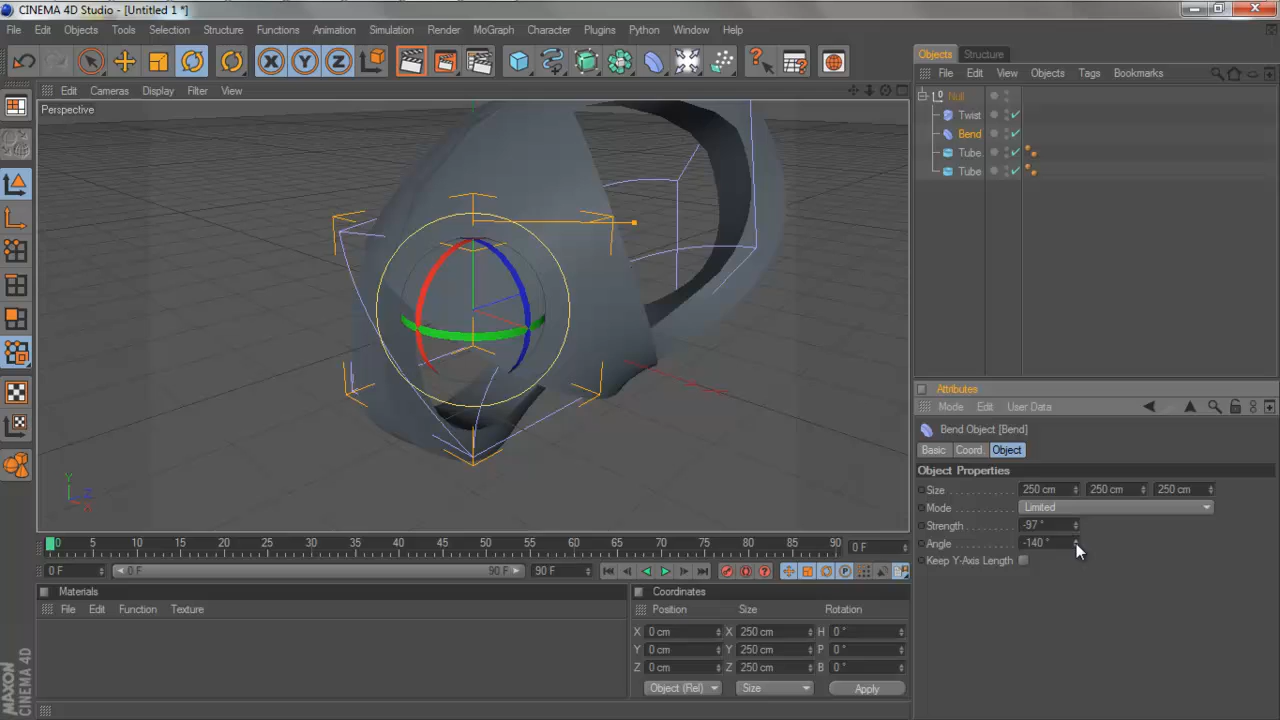 CINEMA 4D Studio - [Untitled 1 *]
File Edit Objects Tools Selection Structure Functions Animation Simulation Render MoGraph Character Plugins Python Window Help
Objects Structure
File Edit View Objects Tags Bookmarks
Edit Cameras Display Filter View
Perspective
Null
Twist
Bend
Tube
Tube
Attributes
Mode Edit User Data
Bend Object [Bend]
Basic Coord. Object
Object Properties
Size 250 cm 250 cm 250 cm
Mode Limited
Strength -97 °
Angle -140 °
Keep Y-Axis Length
Y
Z
X
0 5 10 15 20 25 30 35 40 45 50 55 60 65 70 75 80 85 90 0 F
0 F 0 F 90 F 90 F
Materials
File Edit Function Texture
Coordinates
Position Size Rotation
X 0 cm X 250 cm H 0 °
Y 0 cm Y 250 cm P 0 °
Z 0 cm Z 250 cm B 0 °
Object (Rel) Size Apply
MAXON
CINEMA 4D